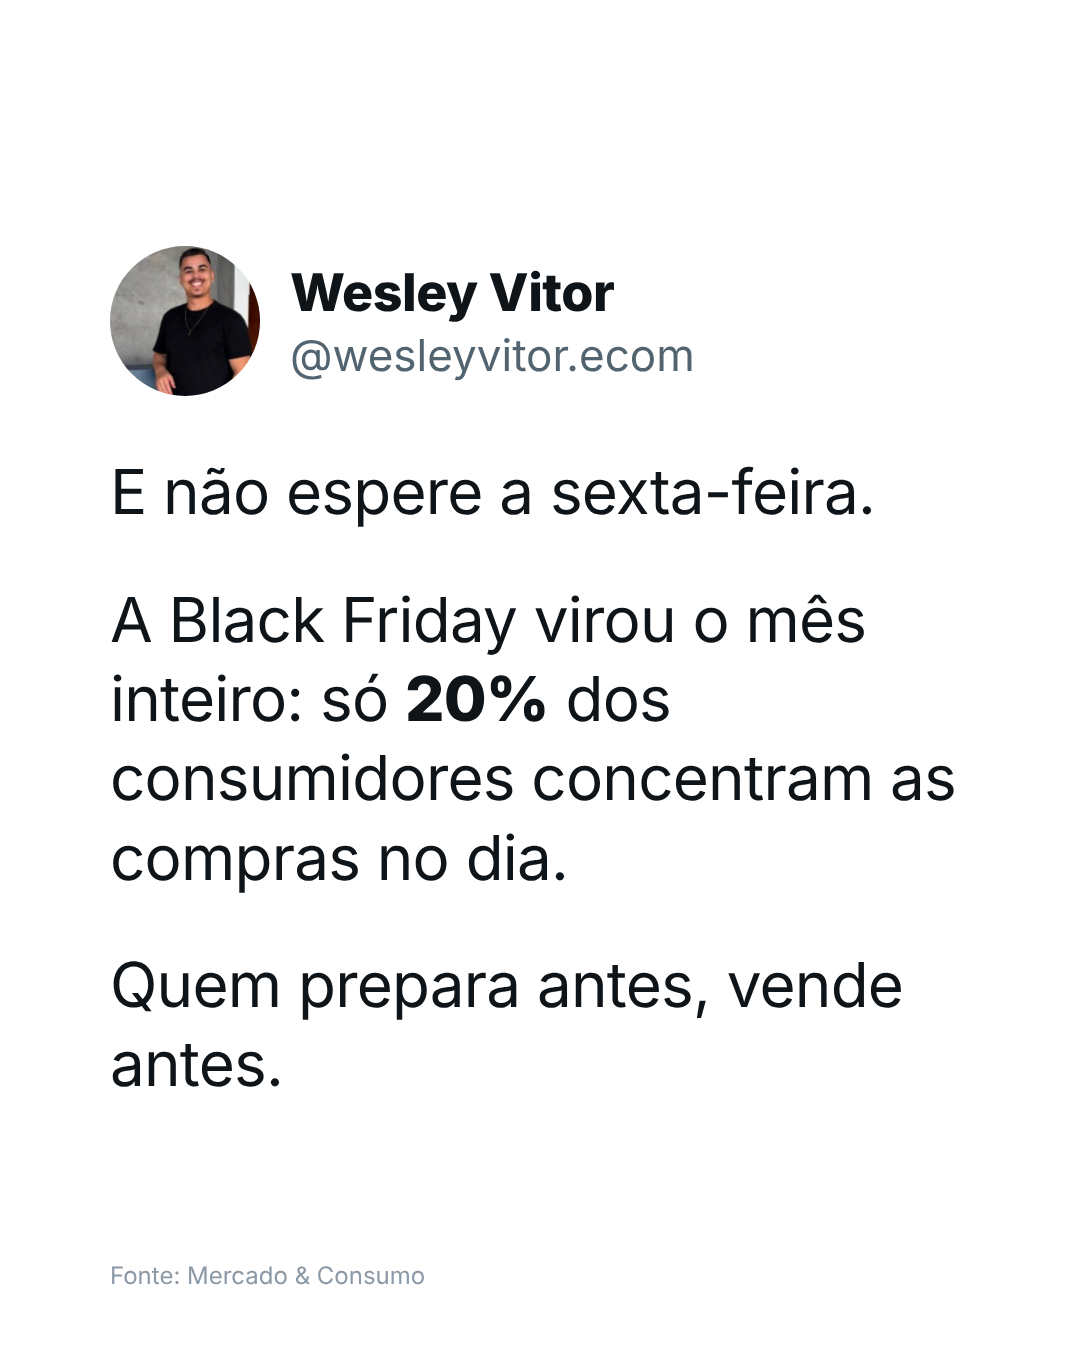 Wesley Vitor
@wesleyvitor.ecom
E não espere a sexta-feira.
A Black Friday virou o mês
inteiro: só 20% dos
consumidores concentram as
compras no dia.
Quem prepara antes, vende
antes.
Fonte: Mercado & Consumo